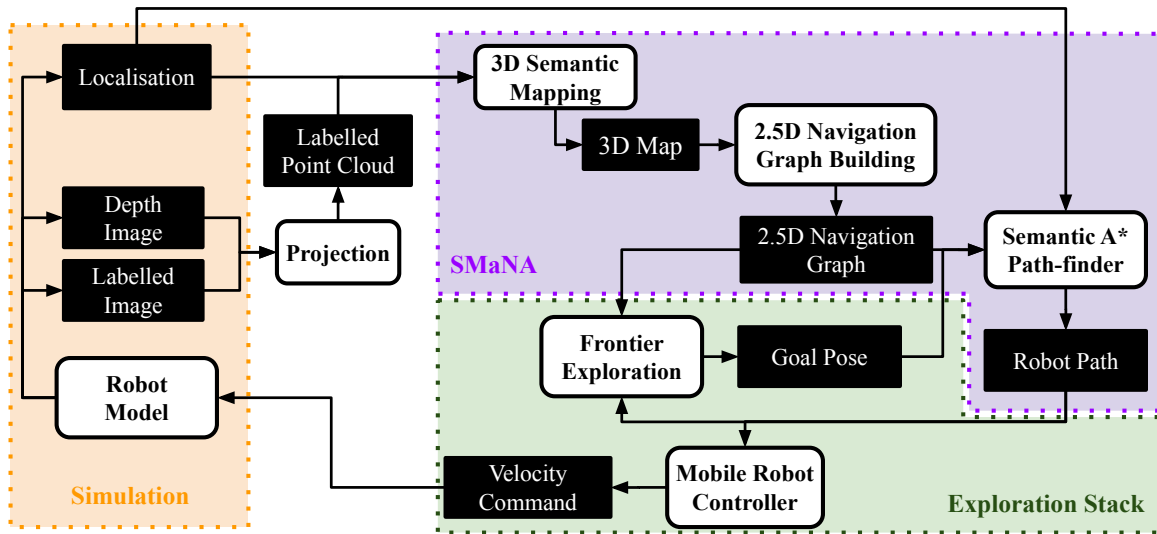 Localisation
3D Semantic
Mapping
Labelled
Point Cloud
3D Map
2.5D Navigation
Graph Building
Depth
Image
Projection
2.5D Navigation
Graph
Semantic A*
Path-finder
SMaNA
Labelled
Image
Frontier
Exploration
Goal Pose
Robot Path
Robot
Model
Velocity
Command
Mobile Robot
Controller
Simulation
Exploration Stack